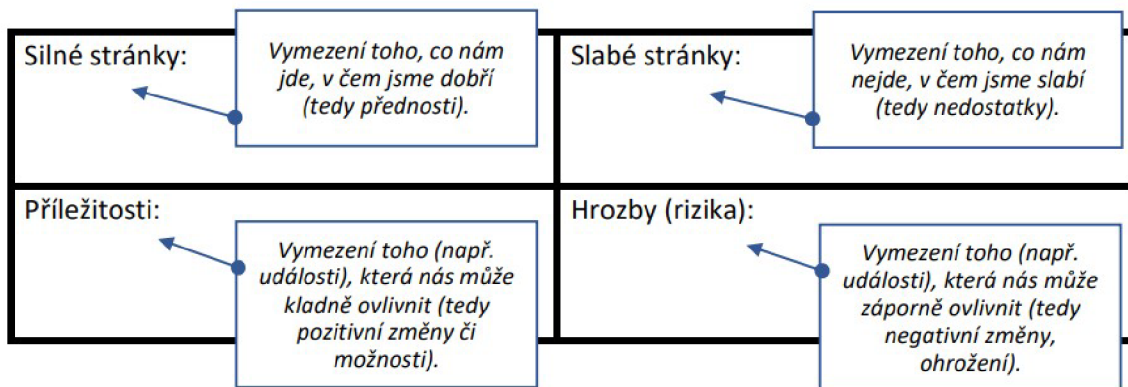 Silné stránky:
Vymezení toho, co nám
jde, v čem jsme dobří
(tedy přednosti).
Slabé stránky:
Vymezení toho, co nám
nejde, v čem jsme slabí
(tedy nedostatky).
Příležitosti:
Vymezení toho (např.
události), která nás může
kladně ovlivnit (tedy
pozitivní změny či
možnosti).
Hrozby (rizika):
Vymezení toho (např.
události), která nás může
záporně ovlivnit (tedy
negativní změny,
ohrožení).